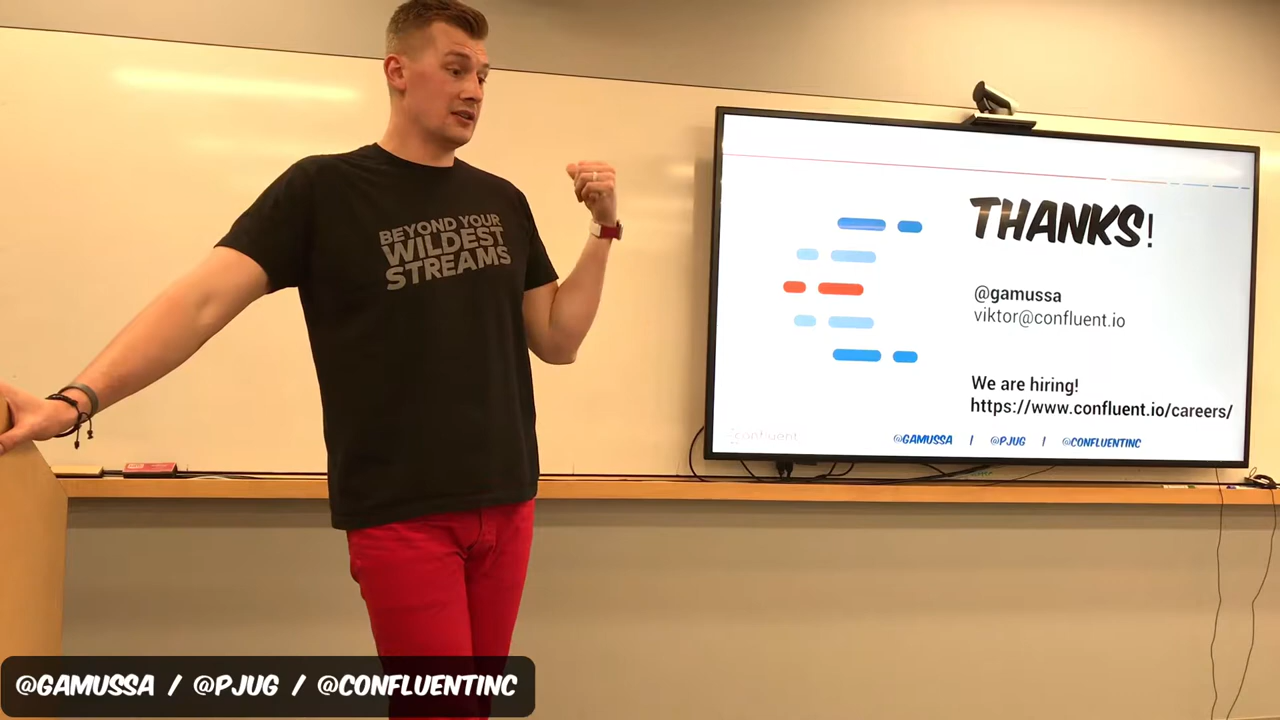 BEYOND YOUR
WILDEST
STREAMS
THANKS!
@gamussa
viktor@confluent.io
We are hiring!
https://www.confluent.io/careers/
confluent
@GAMUSSA / @PJUG / @CONFLUENTINC
@GAMUSSA / @PJUG / @CONFLUENTINC